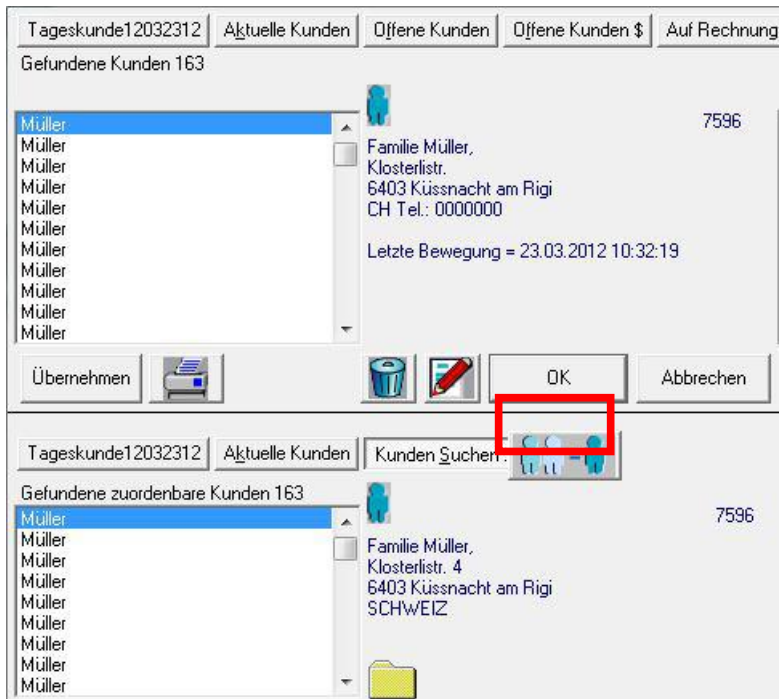 Tageskunde12032312 Aktuelle Kunden Offene Kunden Offene Kunden $ Auf Rechnung
Gefundene Kunden 163
7596
Müller
Müller
Müller
Müller
Müller
Müller
Müller
Müller
Müller
Müller
Müller
Familie Müller,
Klosterlistr.
6403 Küssnacht am Rigi
CH Tel.: 0000000
Letzte Bewegung = 23.03.2012 10:32:19
Übernehmen OK Abbrechen
Tageskunde12032312 Aktuelle Kunden Kunden Suchen
Gefundene zuordenbare Kunden 163
7596
Müller
Müller
Müller
Müller
Müller
Müller
Müller
Müller
Müller
Familie Müller,
Klosterlistr. 4
6403 Küssnacht am Rigi
SCHWEIZ